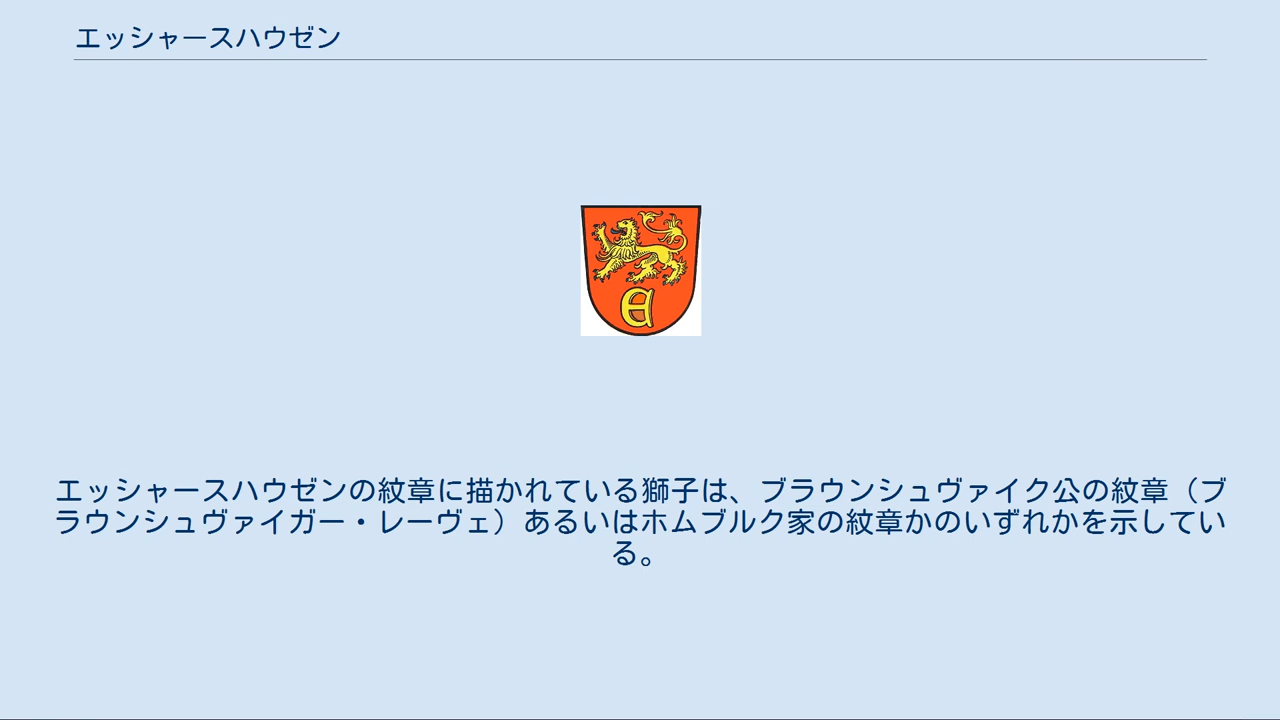 エッシャースハウゼン
E
エッシャースハウゼンの紋章に描かれている獅子は、ブラウンシュヴァイク公の紋章（ブ
ラウンシュヴァイガー・レーヴェ）あるいはホムブルク家の紋章かのいずれかを示してい
る。